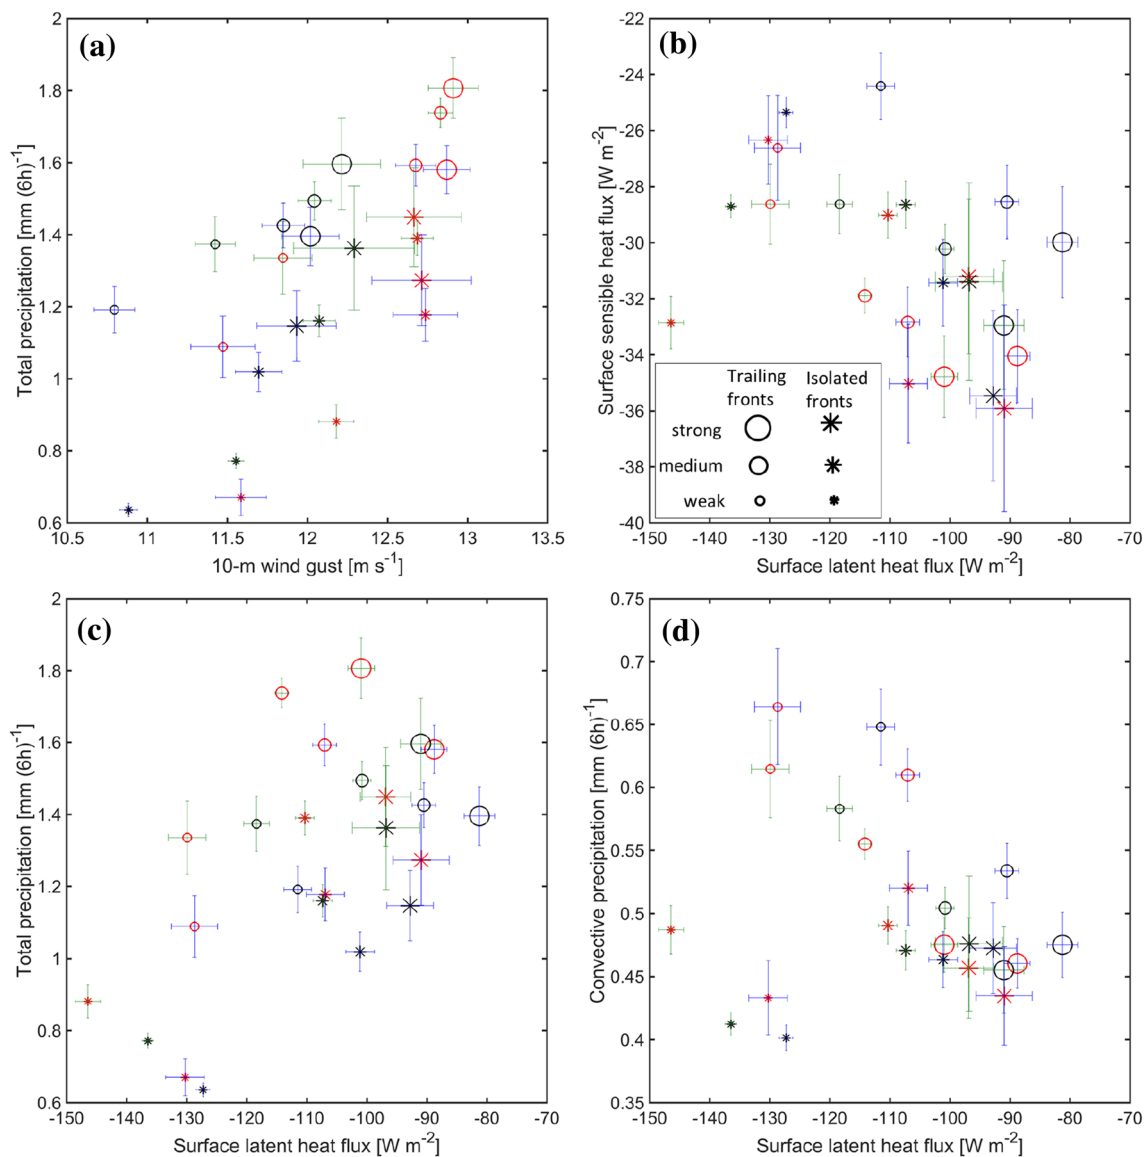 (a)
2
1.8
1.6
1.4
1.2
1
0.8
0.6
Total precipitation [mm (6h)⁻¹]
10.5 11 11.5 12 12.5 13 13.5
10-m wind gust [m s⁻¹]
(b)
-22
-24
-26
-28
-30
-32
-34
-36
-38
-40
Surface sensible heat flux [W m⁻²]
Trailing fronts
Isolated fronts
strong
medium
weak
-150 -140 -130 -120 -110 -100 -90 -80 -70
Surface latent heat flux [W m⁻²]
(c)
2
1.8
1.6
1.4
1.2
1
0.8
0.6
Total precipitation [mm (6h)⁻¹]
-150 -140 -130 -120 -110 -100 -90 -80 -70
Surface latent heat flux [W m⁻²]
(d)
0.75
0.7
0.65
0.6
0.55
0.5
0.45
0.4
0.35
Convective precipitation [mm (6h)⁻¹]
-150 -140 -130 -120 -110 -100 -90 -80 -70
Surface latent heat flux [W m⁻²]